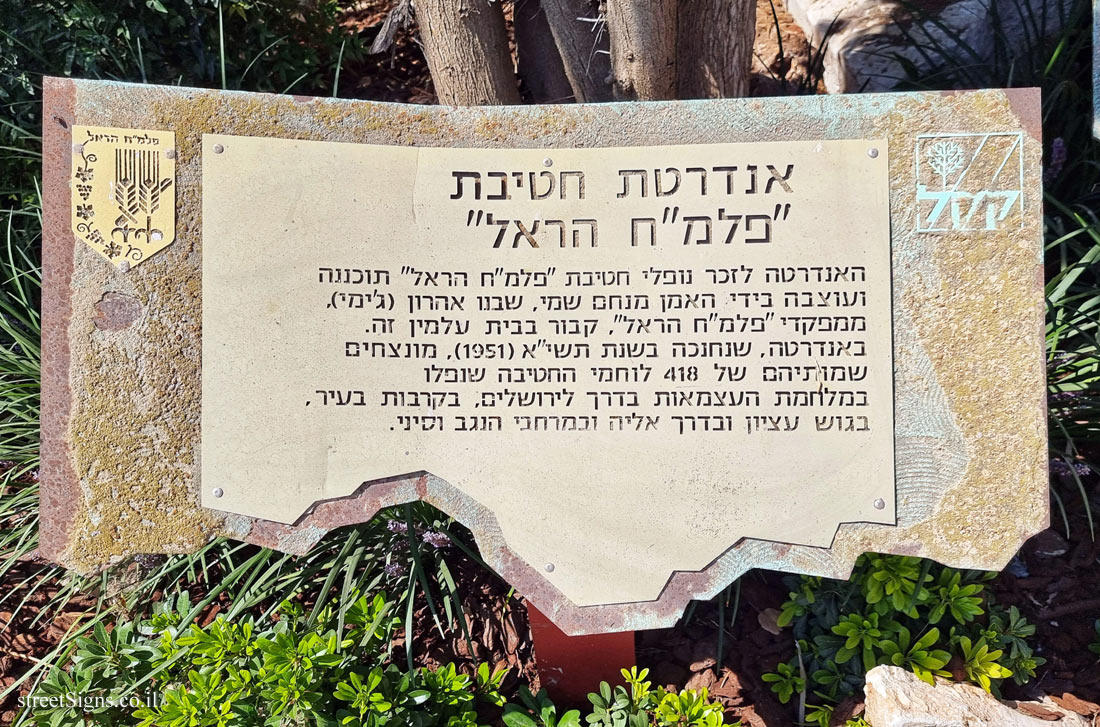 פלמ"ח הראל
קק"ל
אנדרטת חטיבת
"פלמ"ח הראל"
האנדרטה לזכר נופלי חטיבת "פלמ"ח הראל" תוכננה
ועוצבה בידי האמן מנחם שמי, שבנו אהרון (ג'ימי),
ממפקדי "פלמ"ח הראל", קבור בבית עלמין זה.
באנדרטה, שנחנכה בשנת תשי"א (1951), מונצחים
שמותיהם של 418 לוחמי החטיבה שנפלו
במלחמת העצמאות בדרך לירושלים, בקרבות בעיר,
בגוש עציון ובדרך אליה ובמרחבי הנגב וסיני.
streetSigns.co.il